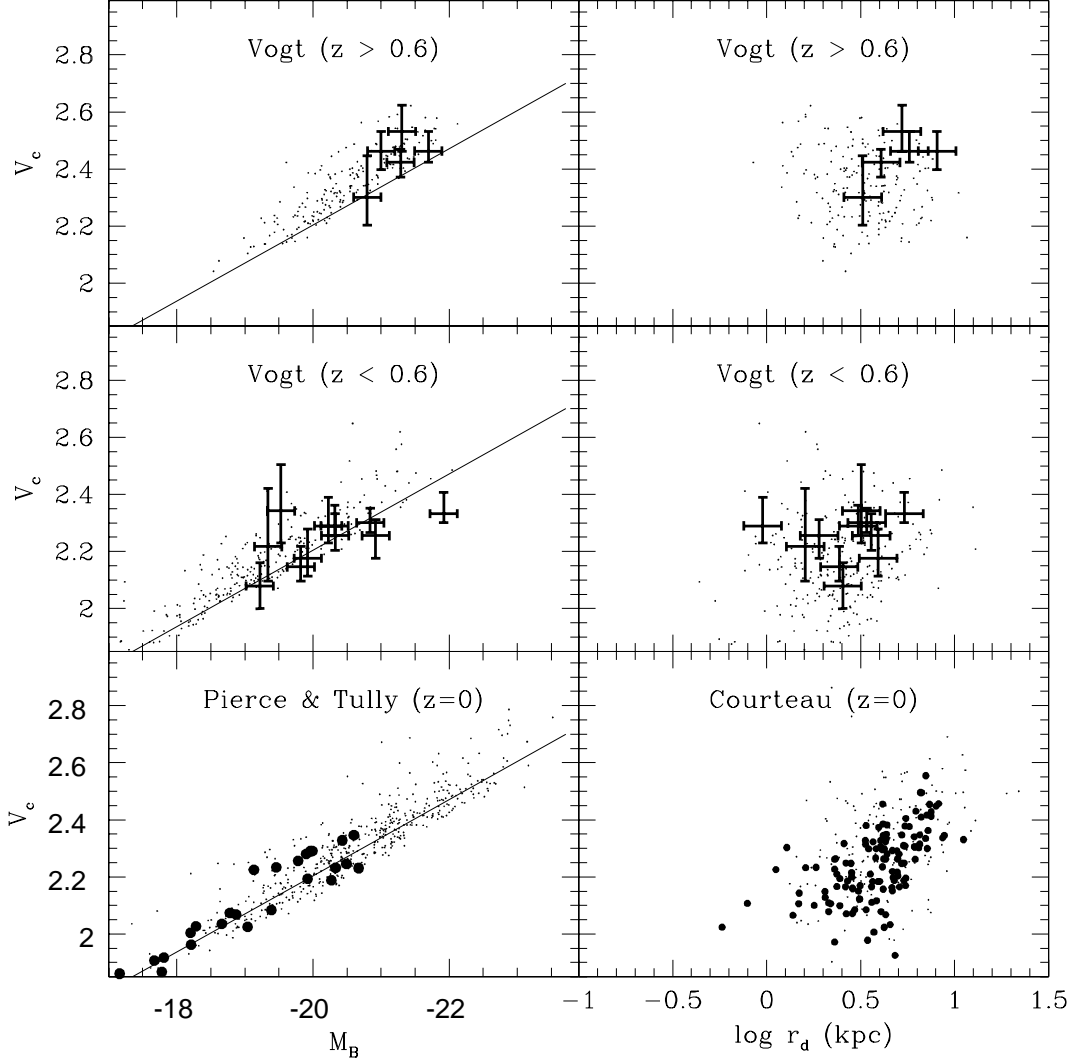 Vogt (z > 0.6)
Vogt (z > 0.6)
2.8
2.6
2.4
2.2
2
V_c
Vogt (z < 0.6)
Vogt (z < 0.6)
2.8
2.6
2.4
2.2
2
V_c
Pierce & Tully (z=0)
Courteau (z=0)
2.8
2.6
2.4
2.2
2
V_c
-18 -20 -22
−1 −0.5 0 0.5 1 1.5
M_B
log r_d (kpc)